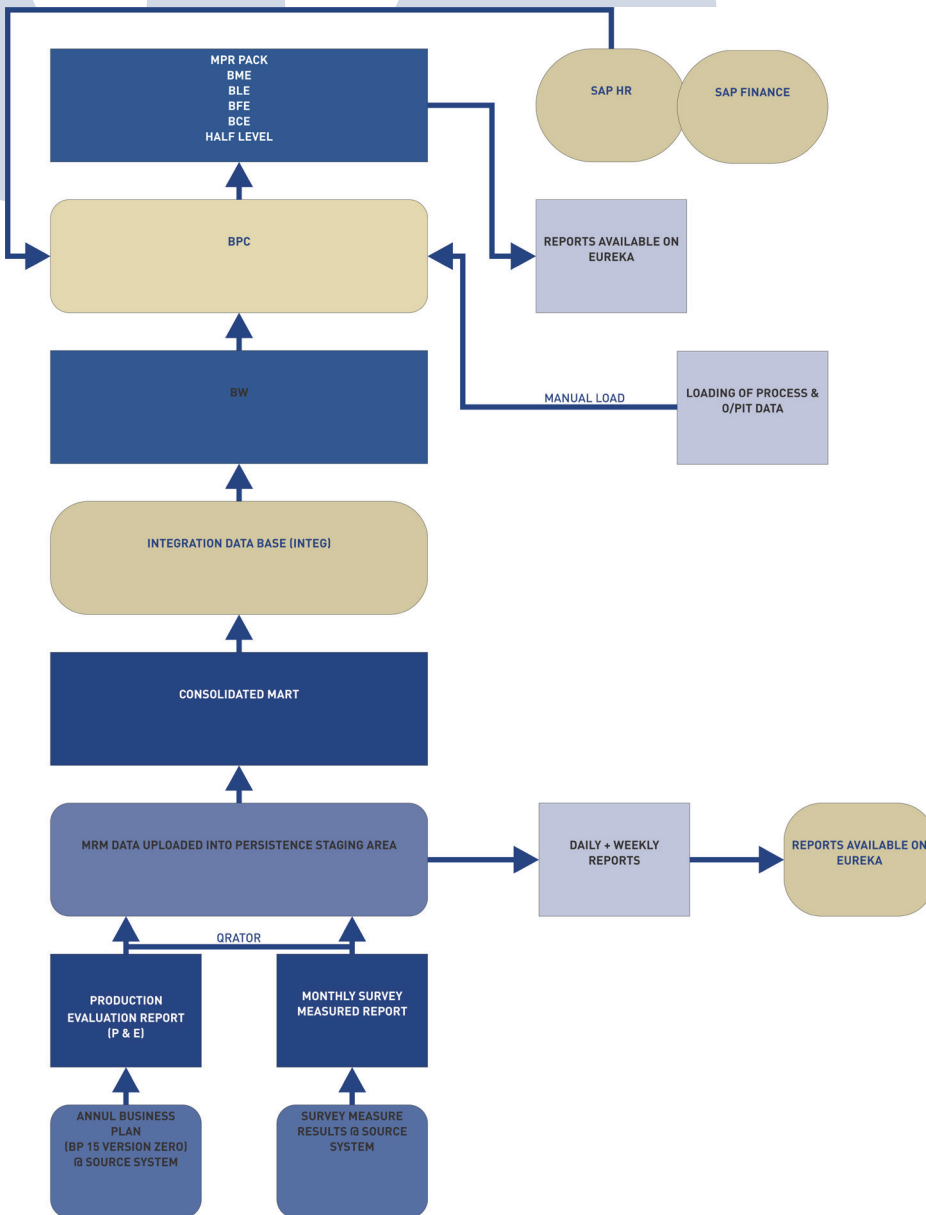 MPR PACK
BME
BLE
BFE
BCE
HALF LEVEL
SAP HR
SAP FINANCE
BPC
REPORTS AVAILABLE ON
EUREKA
BW
MANUAL LOAD
LOADING OF PROCESS &
O/PIT DATA
INTEGRATION DATA BASE (INTEG)
CONSOLIDATED MART
MRM DATA UPLOADED INTO PERSISTENCE STAGING AREA
DAILY + WEEKLY
REPORTS
REPORTS AVAILABLE ON
EUREKA
QRATOR
PRODUCTION
EVALUATION REPORT
(P & E)
MONTHLY SURVEY
MEASURED REPORT
ANNUL BUSINESS
PLAN
(BP 15 VERSION ZERO)
@ SOURCE SYSTEM
SURVEY MEASURE
RESULTS @ SOURCE
SYSTEM